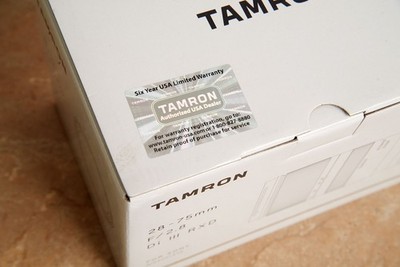 TAMRON
Six Year USA Limited Warranty
TAMRON
Authorized USA Dealer
For warranty registration, go to:
www.tamron-usa.com or 1-800-827-8880
Retain proof of purchase for service
TAMRON
28-75mm
F/2.8
Di III RXD